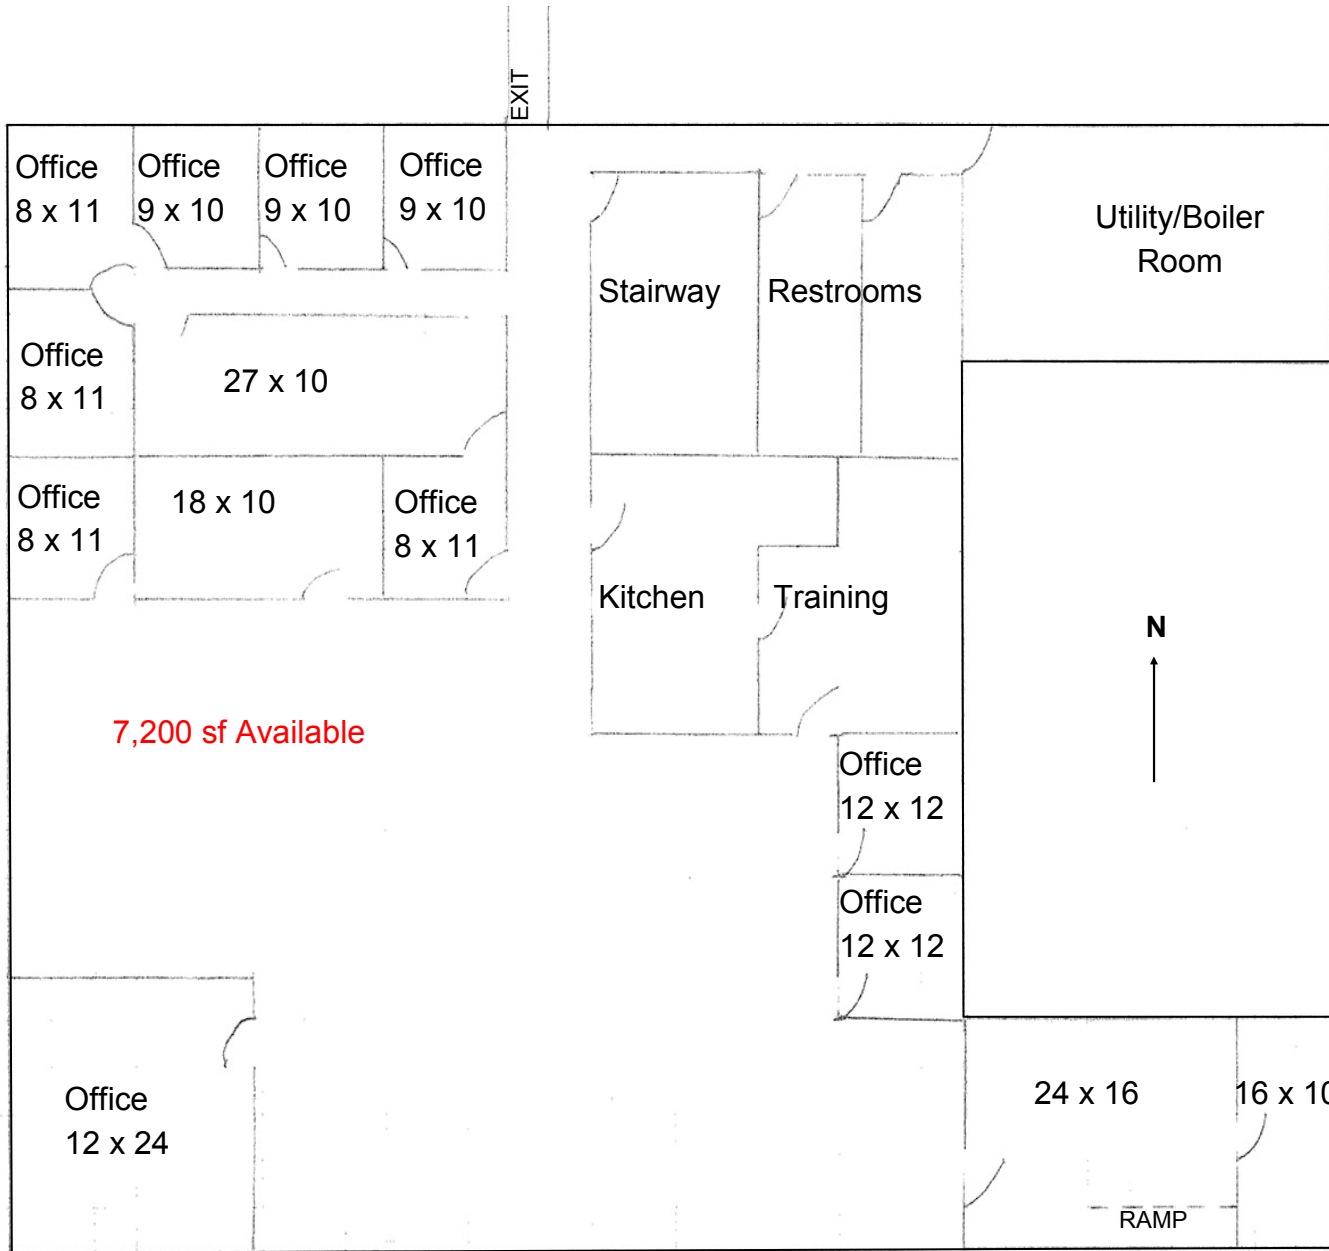 EXIT
Office
8 x 11
Office
9 x 10
Office
9 x 10
Office
9 x 10
Utility/Boiler
Room
Stairway
Restrooms
Office
8 x 11
27 x 10
Office
8 x 11
18 x 10
Office
8 x 11
Kitchen
Training
N
7,200 sf Available
Office
12 x 12
Office
12 x 12
Office
12 x 24
24 x 16
16 x 10
RAMP